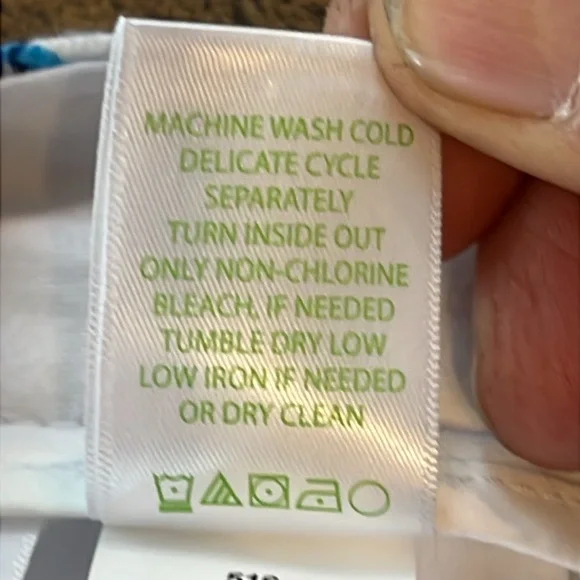 MACHINE WASH COLD
DELICATE CYCLE
SEPARATELY
TURN INSIDE OUT
ONLY NON-CHLORINE
BLEACH, IF NEEDED
TUMBLE DRY LOW
LOW IRON IF NEEDED
OR DRY CLEAN